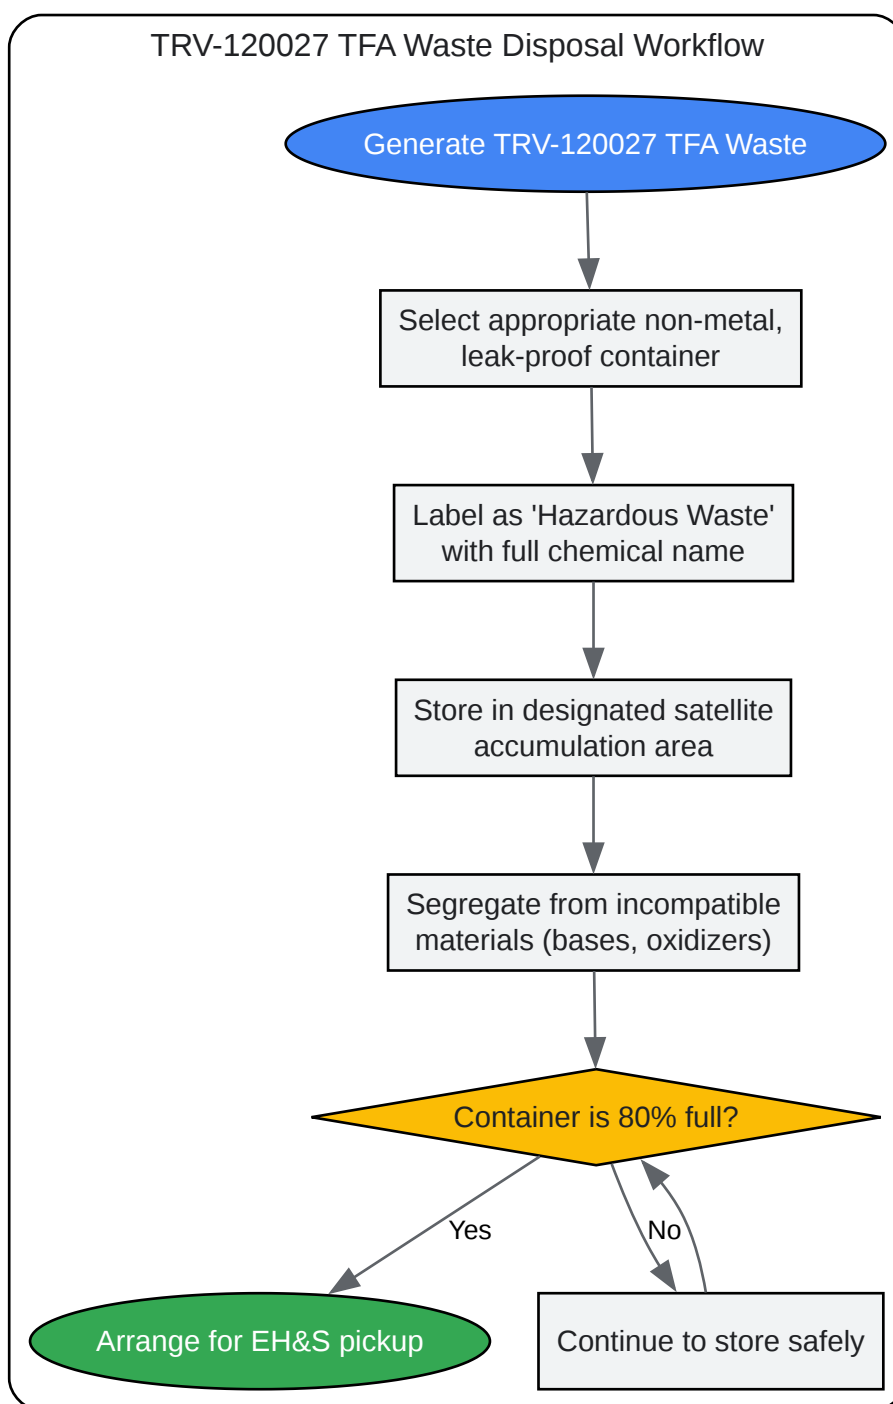 TRV-120027 TFA Waste Disposal Workflow
Generate TRV-120027 TFA Waste
Select appropriate non-metal,
leak-proof container
Label as 'Hazardous Waste'
with full chemical name
Store in designated satellite
accumulation area
Segregate from incompatible
materials (bases, oxidizers)
Container is 80% full?
Yes
No
Arrange for EH&S pickup
Continue to store safely